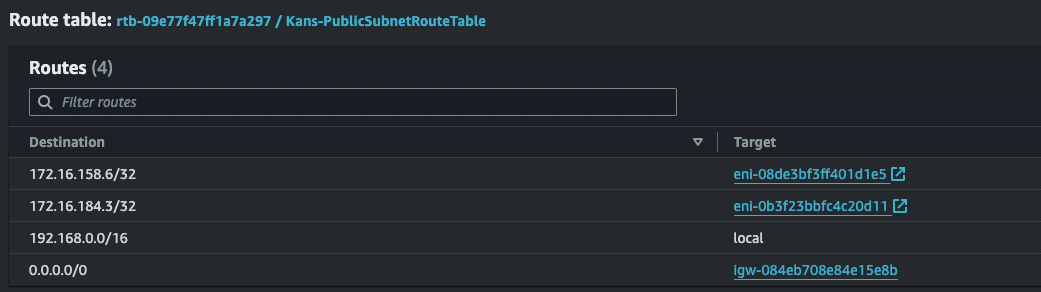 Route table: rtb-09e77f47ff1a7a297 / Kans-PublicSubnetRouteTable
Routes (4)
Filter routes
Destination Target
172.16.158.6/32 eni-08de3bf3ff401d1e5
172.16.184.3/32 eni-0b3f23bbfc4c20d11
192.168.0.0/16 local
0.0.0.0/0 igw-084eb708e84e15e8b